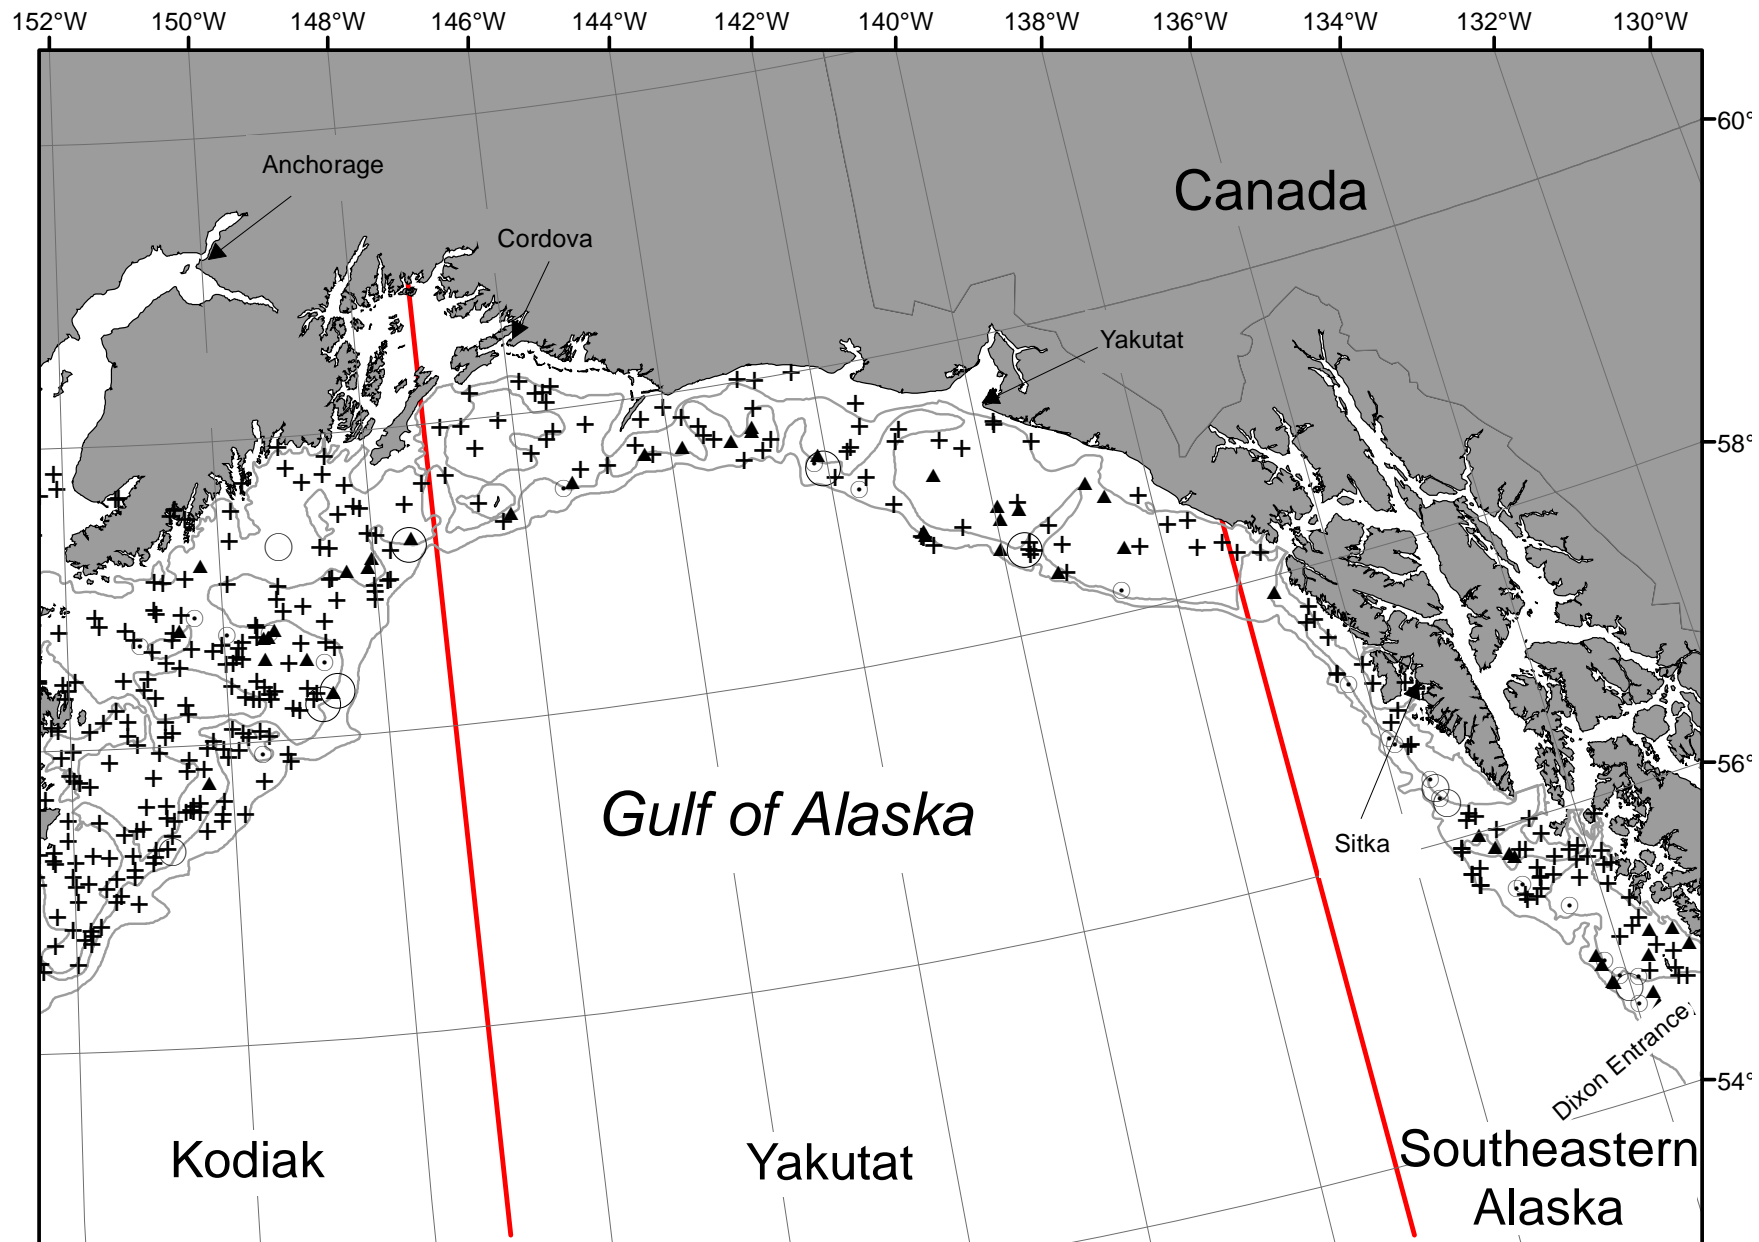 152°W 150°W 148°W 146°W 144°W 142°W 140°W 138°W 136°W 134°W 132°W 130°W
60°
Anchorage
Canada
Cordova
Yakutat
58°
56°
Gulf of Alaska
Sitka
Dixon Entrance
54°
Kodiak
Yakutat
Southeastern
Alaska